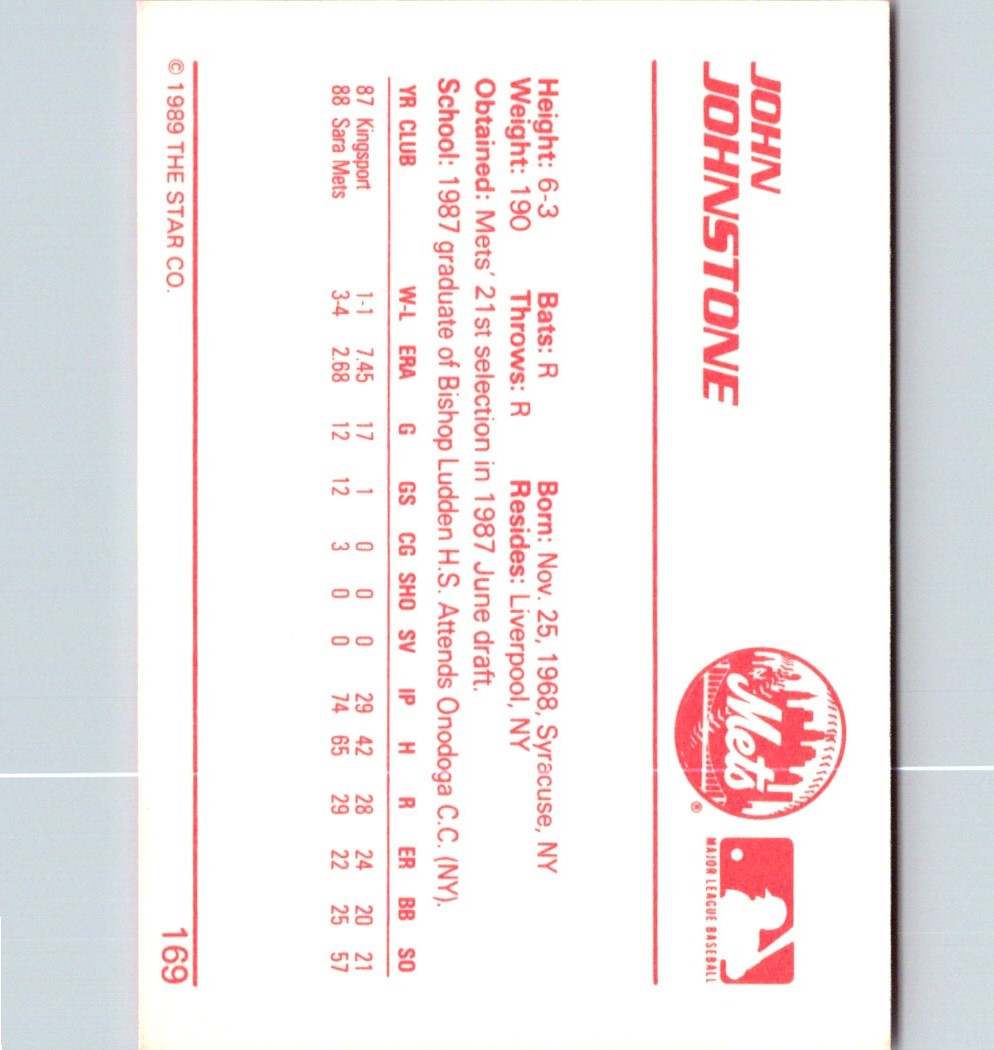 JOHN
JOHNSTONE
Mets
®
MAJOR LEAGUE BASEBALL
Height: 6-3 Bats: R Born: Nov. 25, 1968, Syracuse, NY
Weight: 190 Throws: R Resides: Liverpool, NY
Obtained: Mets' 21st selection in 1987 June draft.
School: 1987 graduate of Bishop Ludden H.S. Attends Onodoga C.C. (NY).
YR CLUB W-L ERA G GS CG SHO SV IP H R ER BB SO
87 Kingsport 1-1 7.45 17 1 0 0 0 29 42 28 24 20 21
88 Sara Mets 3-4 2.68 12 12 3 0 0 74 65 29 22 25 57
© 1989 THE STAR CO. 169